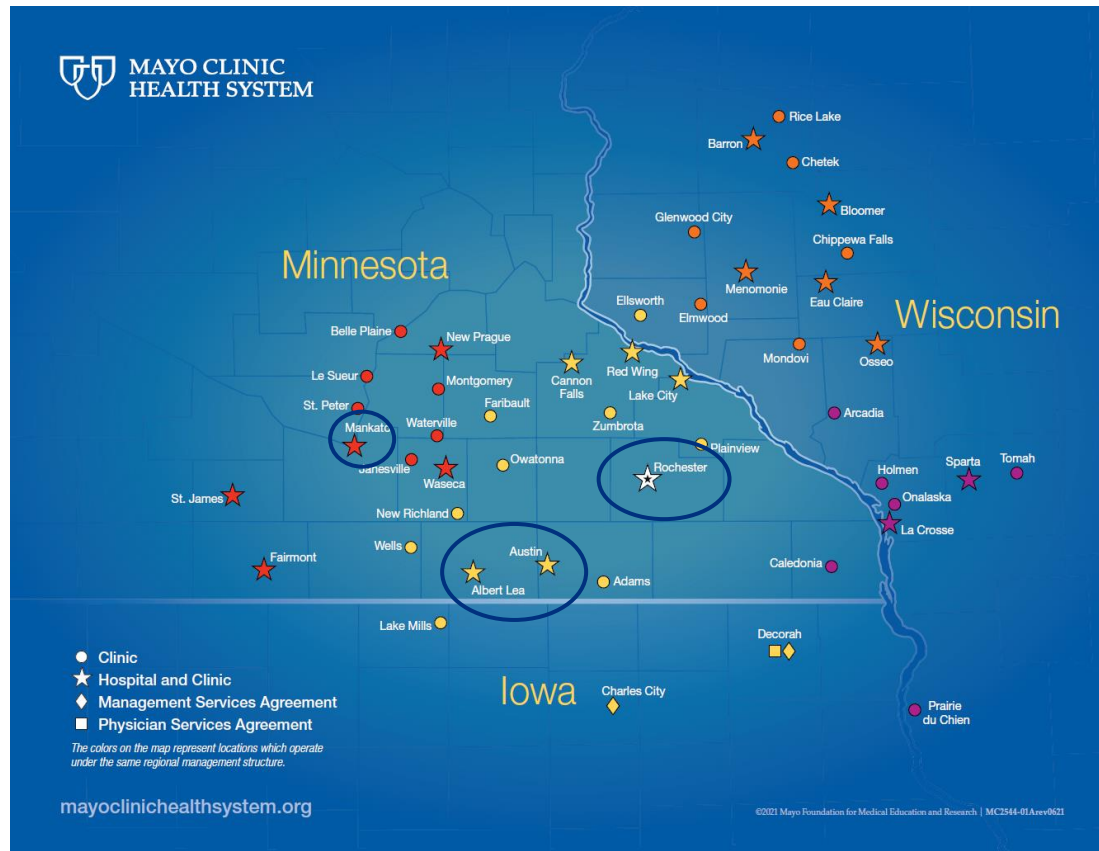 MAYO CLINIC
HEALTH SYSTEM
Rice Lake
Barron
Chetek
Bloomer
Glenwood City
Chippewa Falls
Minnesota
Menomonie
Eau Claire
Ellsworth
Elmwood
Wisconsin
Belle Plaine
New Prague
Mondovi
Osseo
Red Wing
Cannon
Falls
Le Sueur
Montgomery
Lake City
St. Peter
Faribault
Arcadia
Mankato
Waterville
Zumbrota
Plainview
Janesville
Waseca
Owatonna
Rochester
Holmen
Sparta
Tomah
St. James
Onalaska
New Richland
La Crosse
Wells
Austin
Fairmont
Caledonia
Albert Lea
Adams
Lake Mills
Decorah
Clinic
Hospital and Clinic
Management Services Agreement
Physician Services Agreement
Iowa
Charles City
Prairie
du Chien
The colors on the map represent locations which operate
under the same regional management structure.
mayoclinichealthsystem.org
©2021 Mayo Foundation for Medical Education and Research | MC2544-01Arev0621